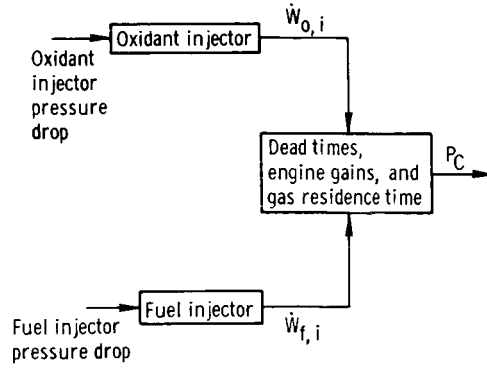 Oxidant injector
Ẇo, i
Oxidant
injector
pressure
drop
Dead times,
engine gains, and
gas residence time
PC
Fuel injector
Ẇf, i
Fuel injector
pressure drop